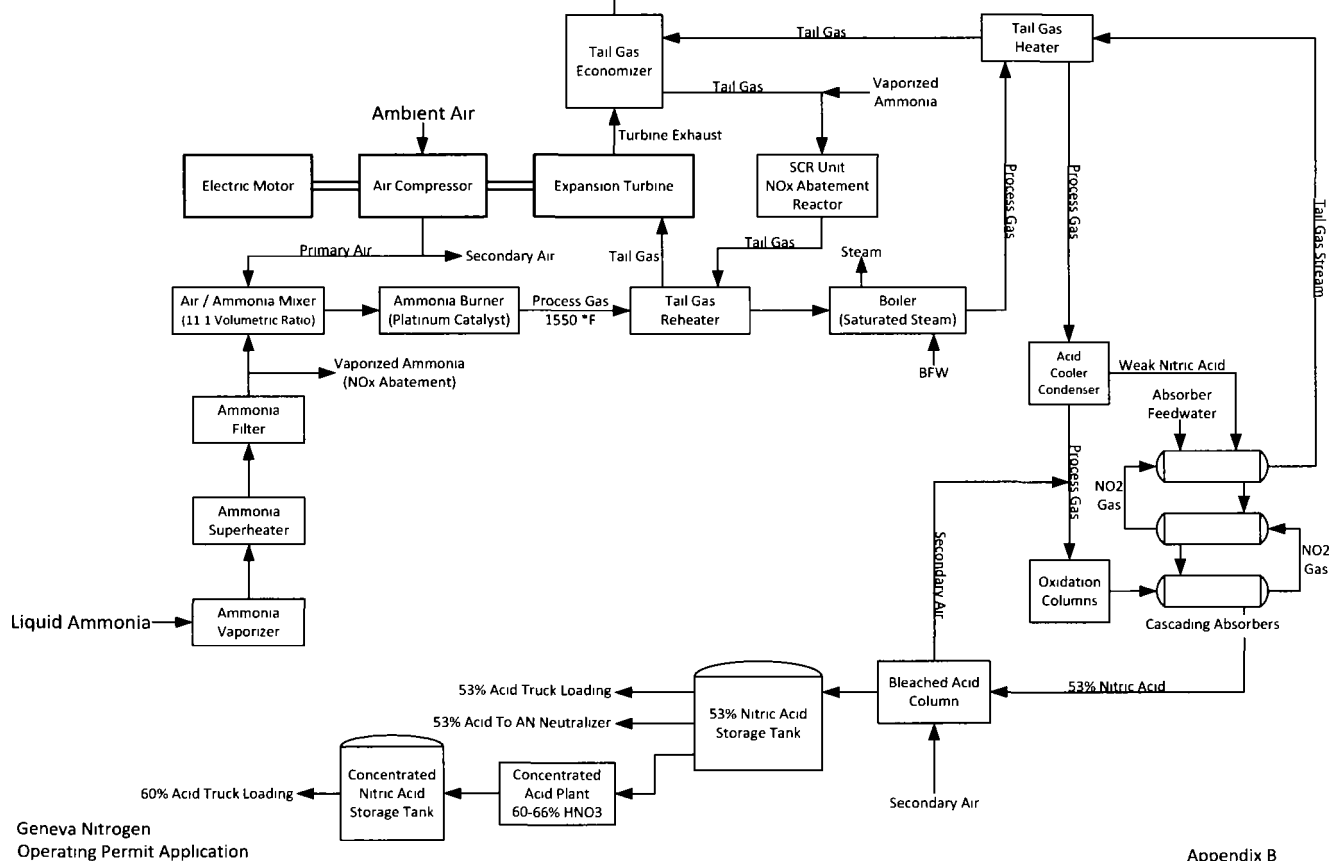 Tail Gas
Economizer
Tail Gas
Tail Gas
Heater
Tail Gas
Vaporized
Ammonia
Ambient Air
Turbine Exhaust
Electric Motor
Air Compressor
Expansion Turbine
SCR Unit
NOx Abatement
Reactor
Process Gas
Process Gas
Tail Gas Stream
Primary Air
Secondary Air
Tail Gas
Tail Gas
Steam
Air / Ammonia Mixer
(11 1 Volumetric Ratio)
Ammonia Burner
(Platinum Catalyst)
Process Gas
1550 *F
Tail Gas
Reheater
Boiler
(Saturated Steam)
BFW
Vaporized Ammonia
(NOx Abatement)
Acid
Cooler
Condenser
Weak Nitric Acid
Absorber
Feedwater
Ammonia
Filter
Process Gas
NO2
Gas
Ammonia
Superheater
Secondary Air
NO2
Gas
Oxidation
Columns
Cascading Absorbers
Liquid Ammonia
Ammonia
Vaporizer
53% Acid Truck Loading
53% Acid To AN Neutralizer
53% Nitric Acid
Storage Tank
Bleached Acid
Column
53% Nitric Acid
60% Acid Truck Loading
Concentrated
Nitric Acid
Storage Tank
Concentrated
Acid Plant
60-66% HNO3
Secondary Air
Geneva Nitrogen
Operating Permit Application
Appendix B